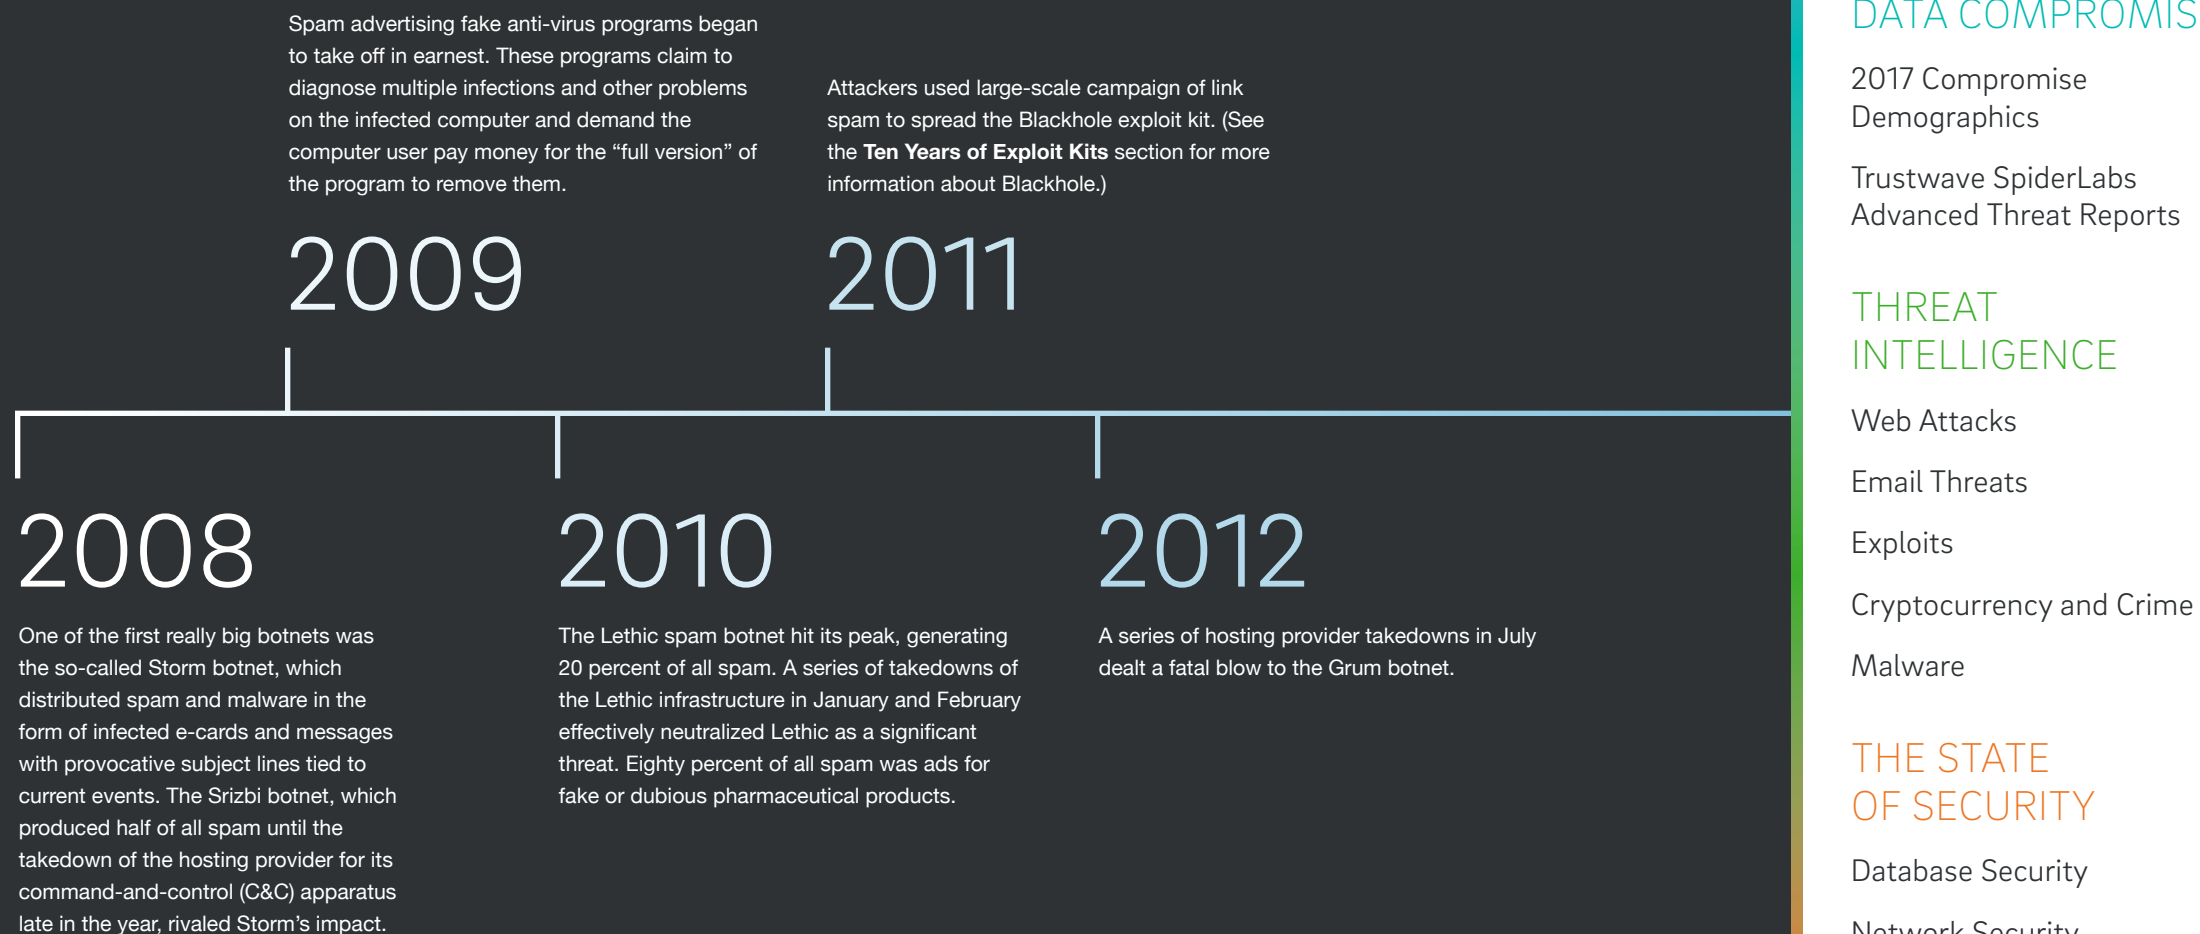 Spam advertising fake anti-virus programs began
to take off in earnest. These programs claim to
diagnose multiple infections and other problems
on the infected computer and demand the
computer user pay money for the “full version” of
the program to remove them.
2009
Attackers used large-scale campaign of link
spam to spread the Blackhole exploit kit. (See
the Ten Years of Exploit Kits section for more
information about Blackhole.)
2011
2008
One of the first really big botnets was
the so-called Storm botnet, which
distributed spam and malware in the
form of infected e-cards and messages
with provocative subject lines tied to
current events. The Srizbi botnet, which
produced half of all spam until the
takedown of the hosting provider for its
command-and-control (C&C) apparatus
late in the year, rivaled Storm’s impact.
2010
The Lethic spam botnet hit its peak, generating
20 percent of all spam. A series of takedowns of
the Lethic infrastructure in January and February
effectively neutralized Lethic as a significant
threat. Eighty percent of all spam was ads for
fake or dubious pharmaceutical products.
2012
A series of hosting provider takedowns in July
dealt a fatal blow to the Grum botnet.
DATA COMPROMIS
2017 Compromise
Demographics
Trustwave SpiderLabs
Advanced Threat Reports
THREAT
INTELLIGENCE
Web Attacks
Email Threats
Exploits
Cryptocurrency and Crime
Malware
THE STATE
OF SECURITY
Database Security
Network Security